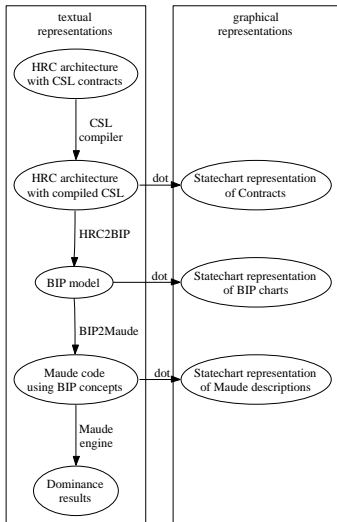 textual
representations
graphical
representations
HRC architecture
with CSL contracts
CSL
compiler
HRC architecture
with compiled CSL
dot
Statechart representation
of Contracts
HRC2BIP
BIP model
dot
Statechart representation
of BIP charts
BIP2Maude
Maude code
using BIP concepts
dot
Statechart representation
of Maude descriptions
Maude
engine
Dominance
results